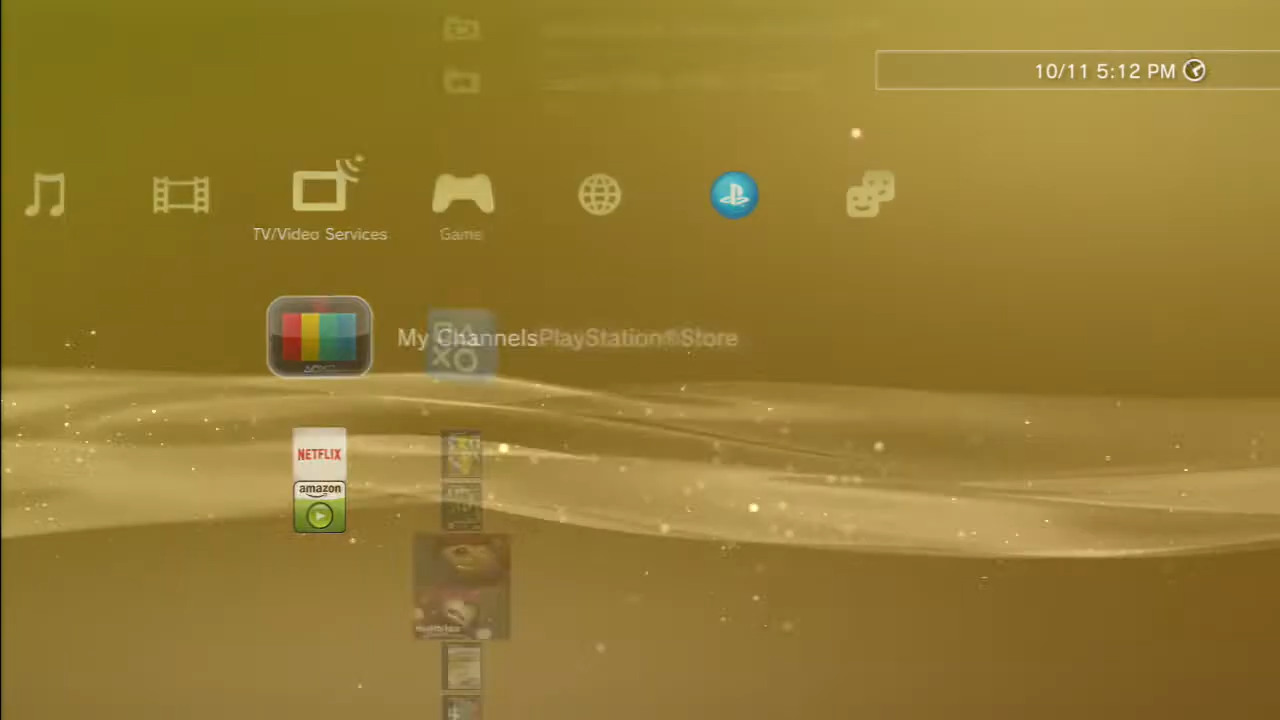 10/11 5:12 PM
TV/Video Services
Game
My Channels
PlayStation®Store
NETFLIX
amazon